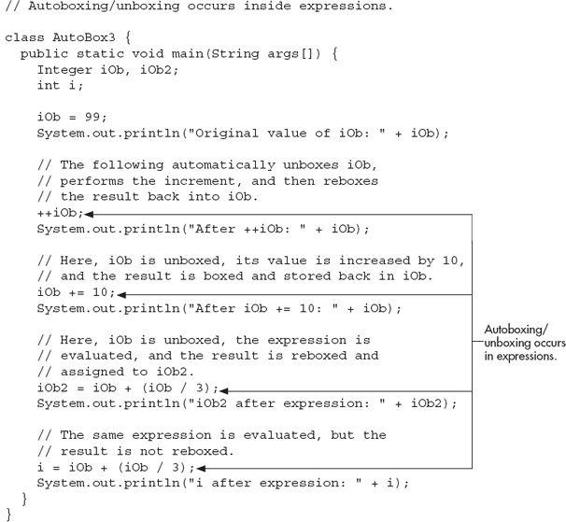 // Autoboxing/unboxing occurs inside expressions.

class AutoBox3 {
  public static void main(String args[]) {
    Integer iOb, iOb2;
    int i;

    iOb = 99;
    System.out.println("Original value of iOb: " + iOb);

    // The following automatically unboxes iOb,
    // performs the increment, and then reboxes
    // the result back into iOb.
    ++iOb;
    System.out.println("After ++iOb: " + iOb);

    // Here, iOb is unboxed, its value is increased by 10,
    // and the result is boxed and stored back in iOb.
    iOb += 10;
    System.out.println("After iOb += 10: " + iOb);

    // Here, iOb is unboxed, the expression is
    // evaluated, and the result is reboxed and
    // assigned to iOb2.
    iOb2 = iOb + (iOb / 3);
    System.out.println("iOb2 after expression: " + iOb2);

    // The same expression is evaluated, but the
    // result is not reboxed.
    i = iOb + (iOb / 3);
    System.out.println("i after expression: " + i);
  }
}
Autoboxing/
unboxing occurs
in expressions.